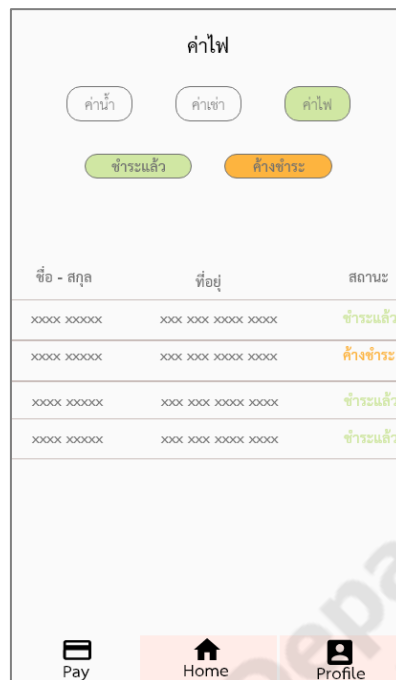 ค่าไฟ
ค่าน้ำ ค่าเช่า ค่าไฟ
ชำระแล้ว ค้างชำระ
ชื่อ - สกุล ที่อยู่ สถานะ
xxxx xxxxx xxx xxx xxxx xxxx ชำระแล้ว
xxxx xxxxx xxx xxx xxxx xxxx ค้างชำระ
xxxx xxxxx xxx xxx xxxx xxxx ชำระแล้ว
xxxx xxxxx xxx xxx xxxx xxxx ชำระแล้ว
Pay Home Profile